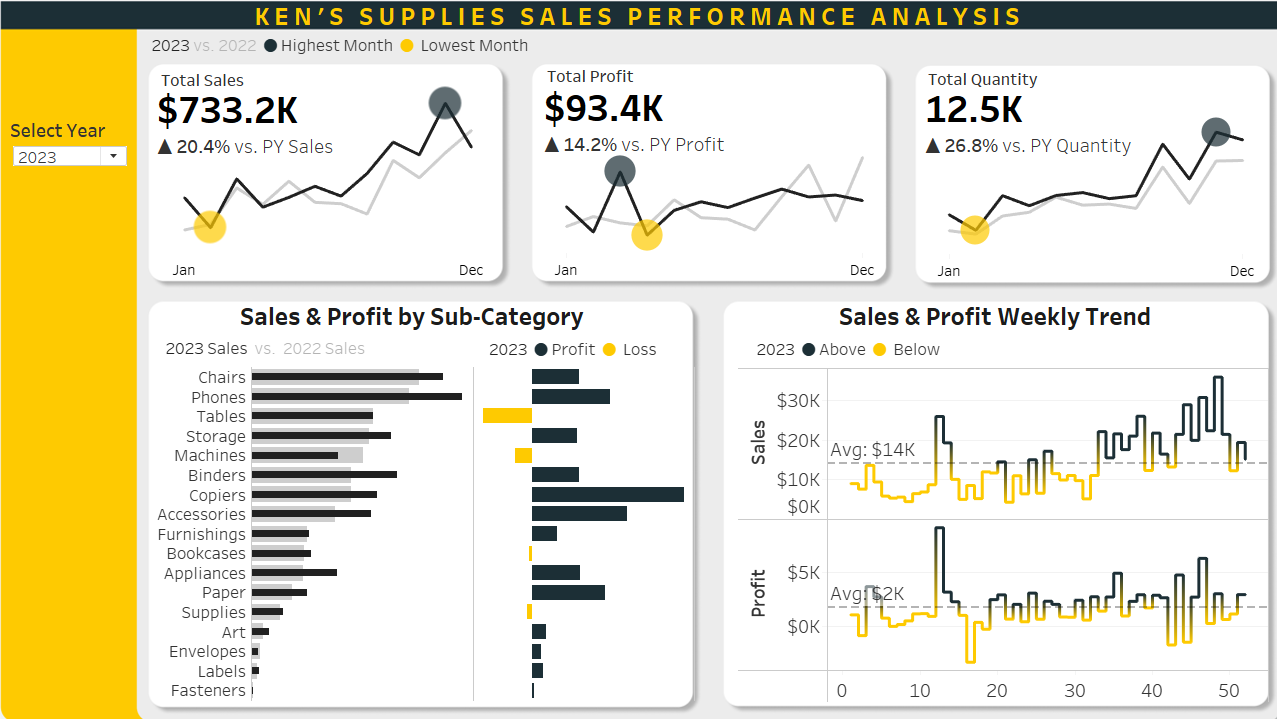 KEN'S SUPPLIES SALES PERFORMANCE ANALYSIS
2023 vs. 2022 Highest Month Lowest Month
Select Year
2023
Total Sales
$733.2K
▲ 20.4% vs. PY Sales
Jan Dec
Total Profit
$93.4K
▲ 14.2% vs. PY Profit
Jan Dec
Total Quantity
12.5K
▲ 26.8% vs. PY Quantity
Jan Dec
Sales & Profit by Sub-Category
2023 Sales vs. 2022 Sales
2023 Profit Loss
Chairs
Phones
Tables
Storage
Machines
Binders
Copiers
Accessories
Furnishings
Bookcases
Appliances
Paper
Supplies
Art
Envelopes
Labels
Fasteners
Sales & Profit Weekly Trend
2023 Above Below
Sales
$30K
$20K
$10K
$0K
Avg: $14K
Profit
$5K
$0K
Avg: $2K
0 10 20 30 40 50